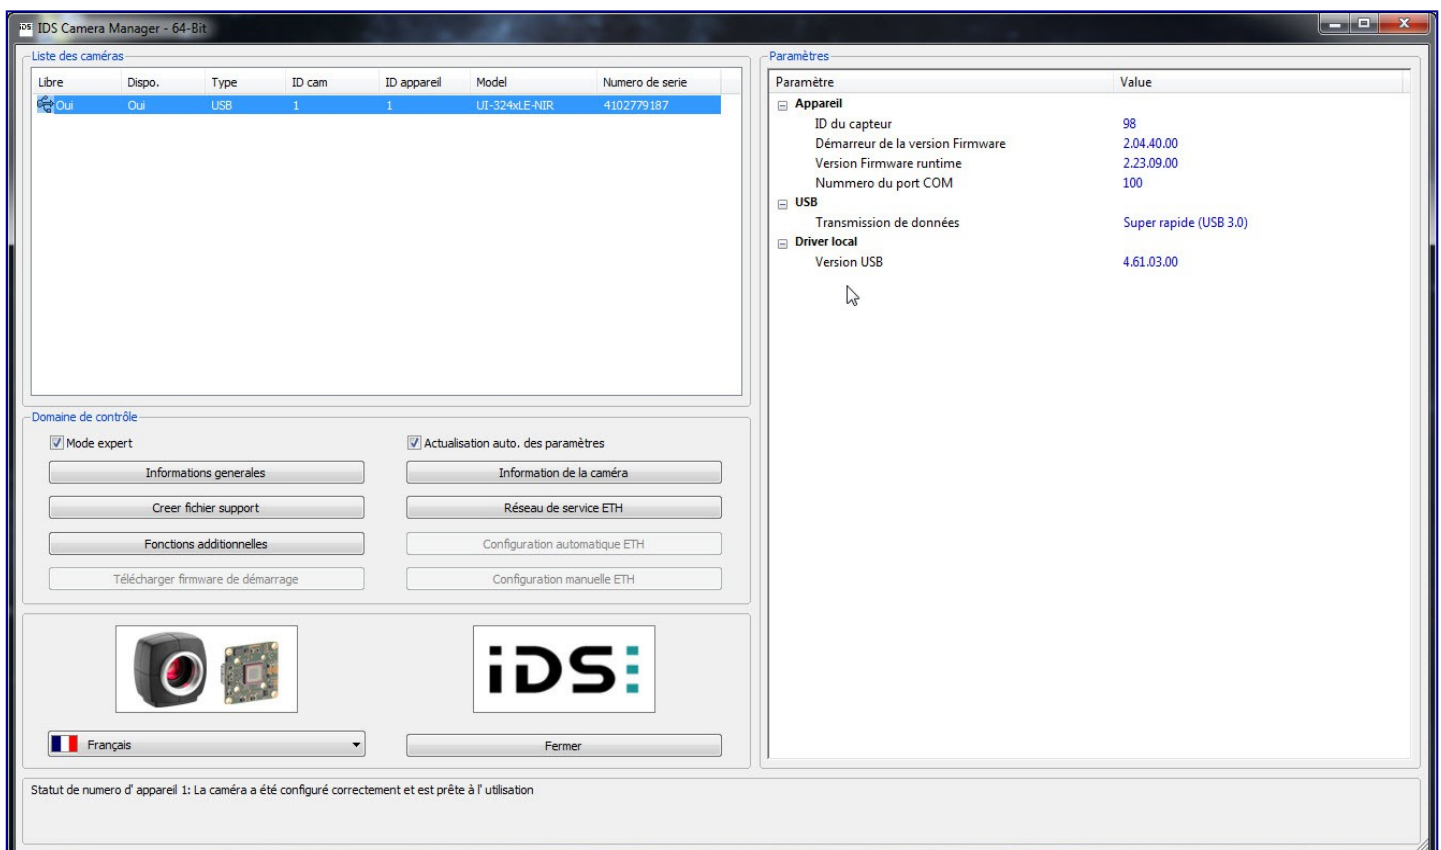 IDS Camera Manager - 64-Bit
Liste des caméras
Libre Dispo. Type ID cam ID appareil Model Numero de serie
Oui Oui USB 1 1 UI-324xLE-NIR 4102779187
Domaine de contrôle
Mode expert Actualisation auto. des paramètres
Informations generales Information de la caméra
Creer fichier support Réseau de service ETH
Fonctions additionnelles Configuration automatique ETH
Télécharger firmware de démarrage Configuration manuelle ETH
iDS
Français Fermer
Paramètres
Paramètre Value
Appareil
ID du capteur 98
Démarreur de la version Firmware 2.04.40.00
Version Firmware runtime 2.23.09.00
Nummero du port COM 100
USB
Transmission de données Super rapide (USB 3.0)
Driver local
Version USB 4.61.03.00
Statut de numero d' appareil 1: La caméra a été configuré correctement et est prête à l' utilisation